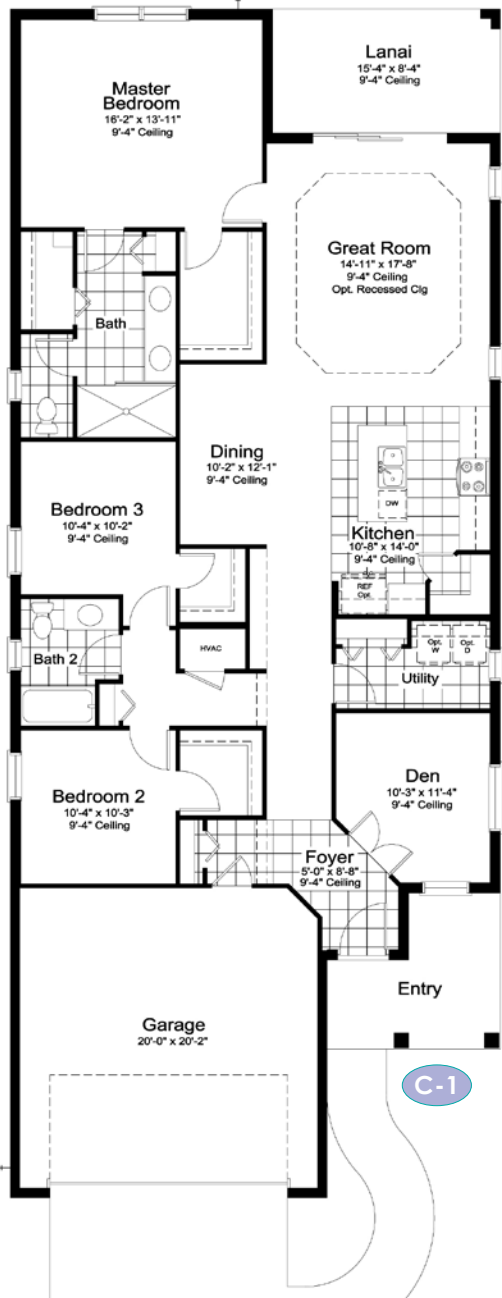 Lanai
15'-4" x 8'-4"
9'-4" Ceiling
Master
Bedroom
16'-2" x 13'-11"
9'-4" Ceiling
Great Room
14'-11" x 17'-8"
9'-4" Ceiling
Opt. Recessed Clg
Bath
Dining
10'-2" x 12'-1"
9'-4" Ceiling
DW
Bedroom 3
10'-4" x 10'-2"
9'-4" Ceiling
Kitchen
10'-8" x 14'-0"
9'-4" Ceiling
REF
Opt.
Bath 2
HVAC
Opt.
W
Opt.
D
Utility
Den
10'-3" x 11'-4"
9'-4" Ceiling
Bedroom 2
10'-4" x 10'-3"
9'-4" Ceiling
Foyer
5'-0" x 8'-8"
9'-4" Ceiling
Entry
Garage
20'-0" x 20'-2"
C-1